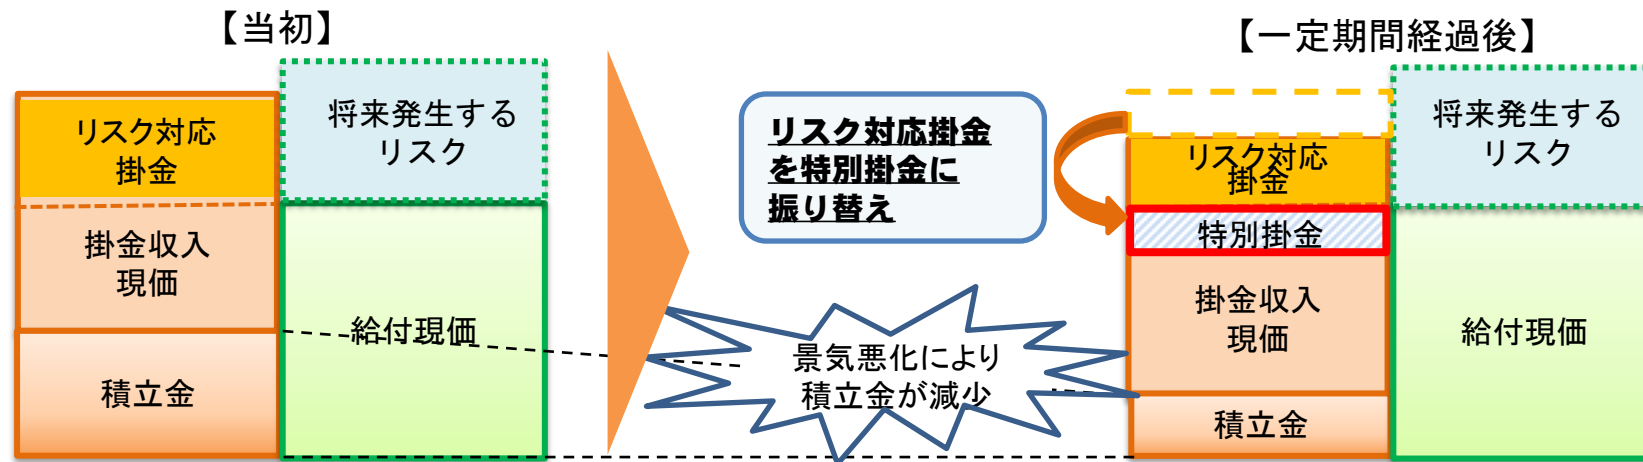 【当初】
リスク対応
掛金
掛金収入
現価
積立金
将来発生する
リスク
給付現価
リスク対応掛金
を特別掛金に
振り替え
景気悪化により
積立金が減少
【一定期間経過後】
リスク対応
掛金
特別掛金
掛金収入
現価
積立金
将来発生する
リスク
給付現価